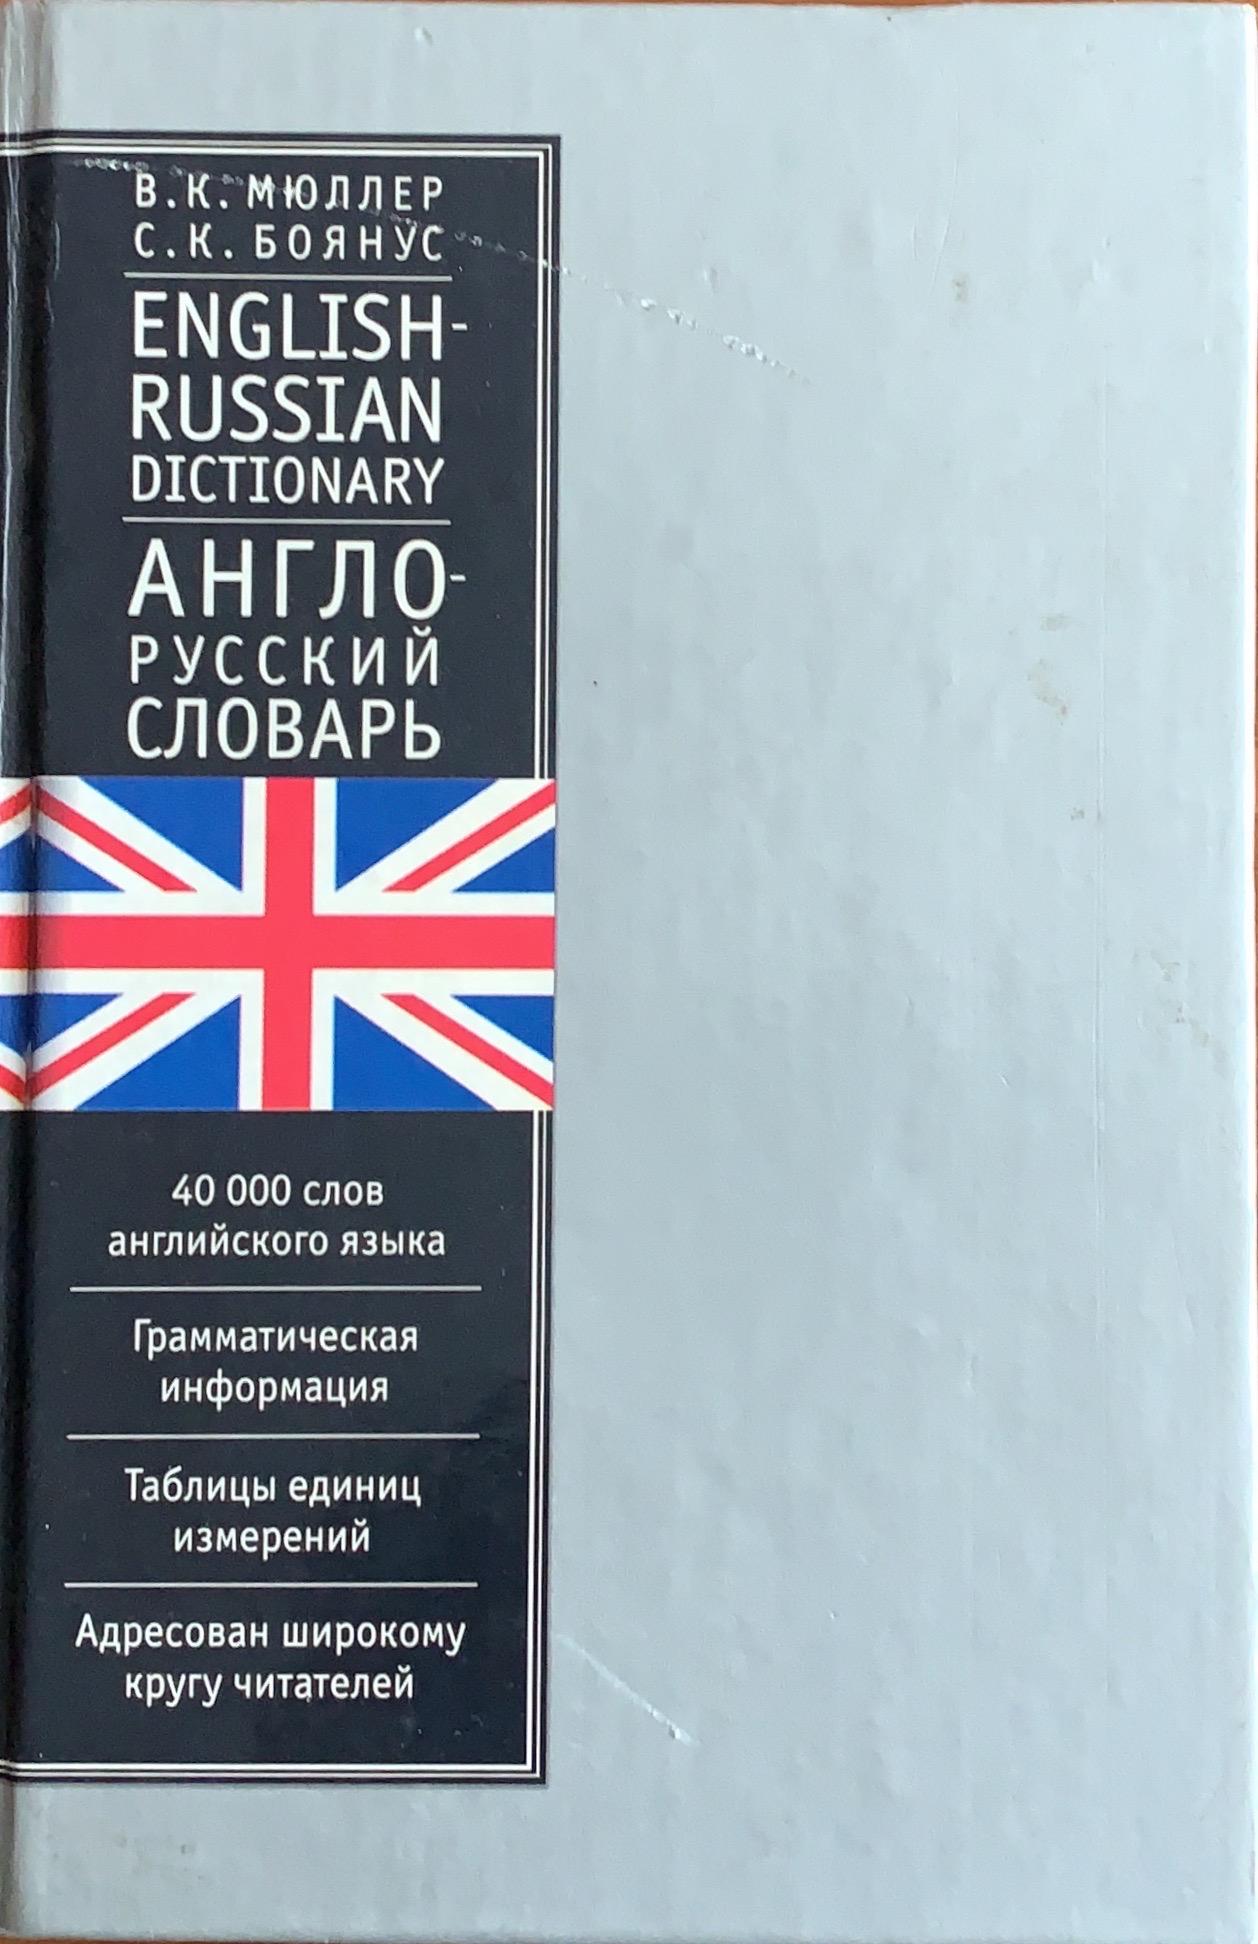 В.К. МЮЛЛЕР
С.К. БОЯНУС
ENGLISH-
RUSSIAN
DICTIONARY
АНГЛО-
РУССКИЙ
СЛОВАРЬ
40 000 слов
английского языка
Грамматическая
информация
Таблицы единиц
измерений
Адресован широкому
кругу читателей